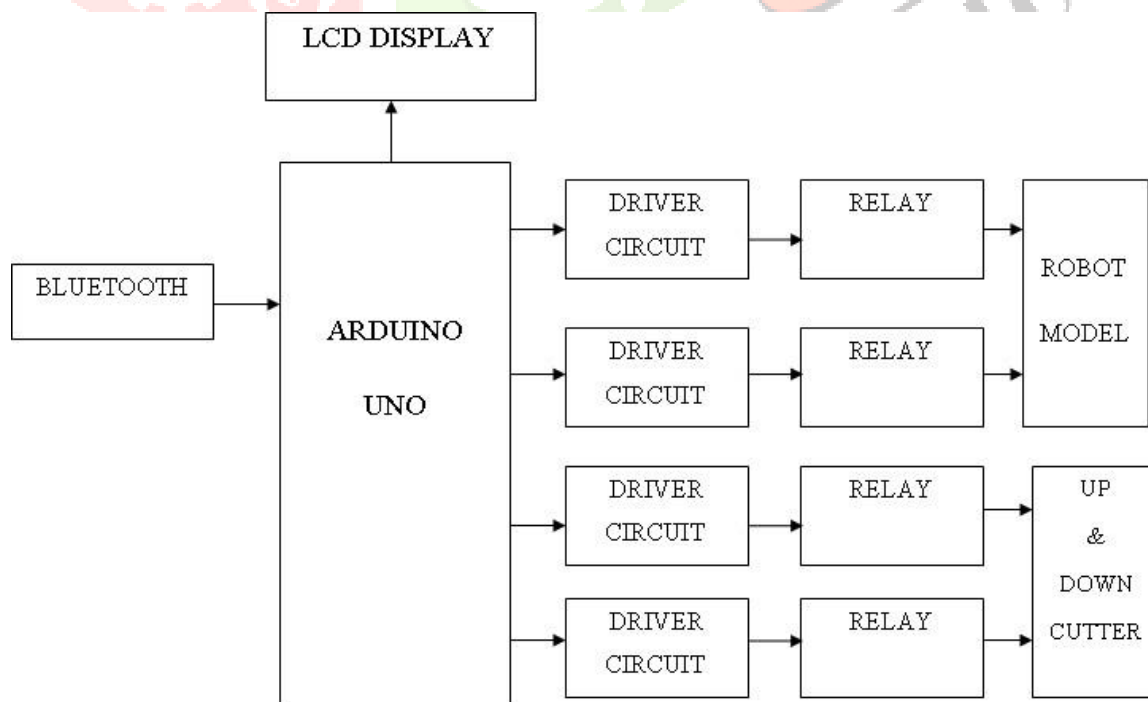 LCD DISPLAY
BLUETOOTH
ARDUINO
UNO
DRIVER
CIRCUIT
RELAY
DRIVER
CIRCUIT
RELAY
ROBOT
MODEL
DRIVER
CIRCUIT
RELAY
DRIVER
CIRCUIT
RELAY
UP
&
DOWN
CUTTER